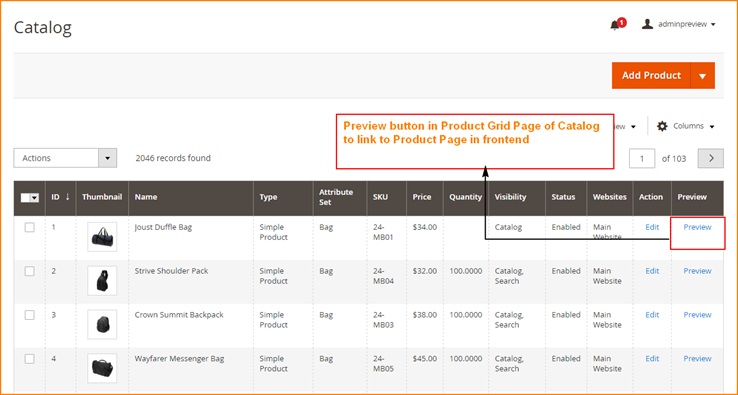 Catalog
1
adminpreview
Add Product
Preview button in Product Grid Page of Catalog
to link to Product Page in frontend
Columns
Actions
2046 records found
1 of 103
ID Thumbnail Name Type Attribute Set SKU Price Quantity Visibility Status Websites Action Preview
1 Joust Duffle Bag Simple Product Bag 24-MB01 $34.00 Catalog Enabled Main Website Edit Preview
2 Strive Shoulder Pack Simple Product Bag 24-MB04 $32.00 100.0000 Catalog, Search Enabled Main Website Edit Preview
3 Crown Summit Backpack Simple Product Bag 24-MB03 $38.00 100.0000 Catalog, Search Enabled Main Website Edit Preview
4 Wayfarer Messenger Bag Simple Product Bag 24-MB05 $45.00 100.0000 Catalog, Search Enabled Main Website Edit Preview